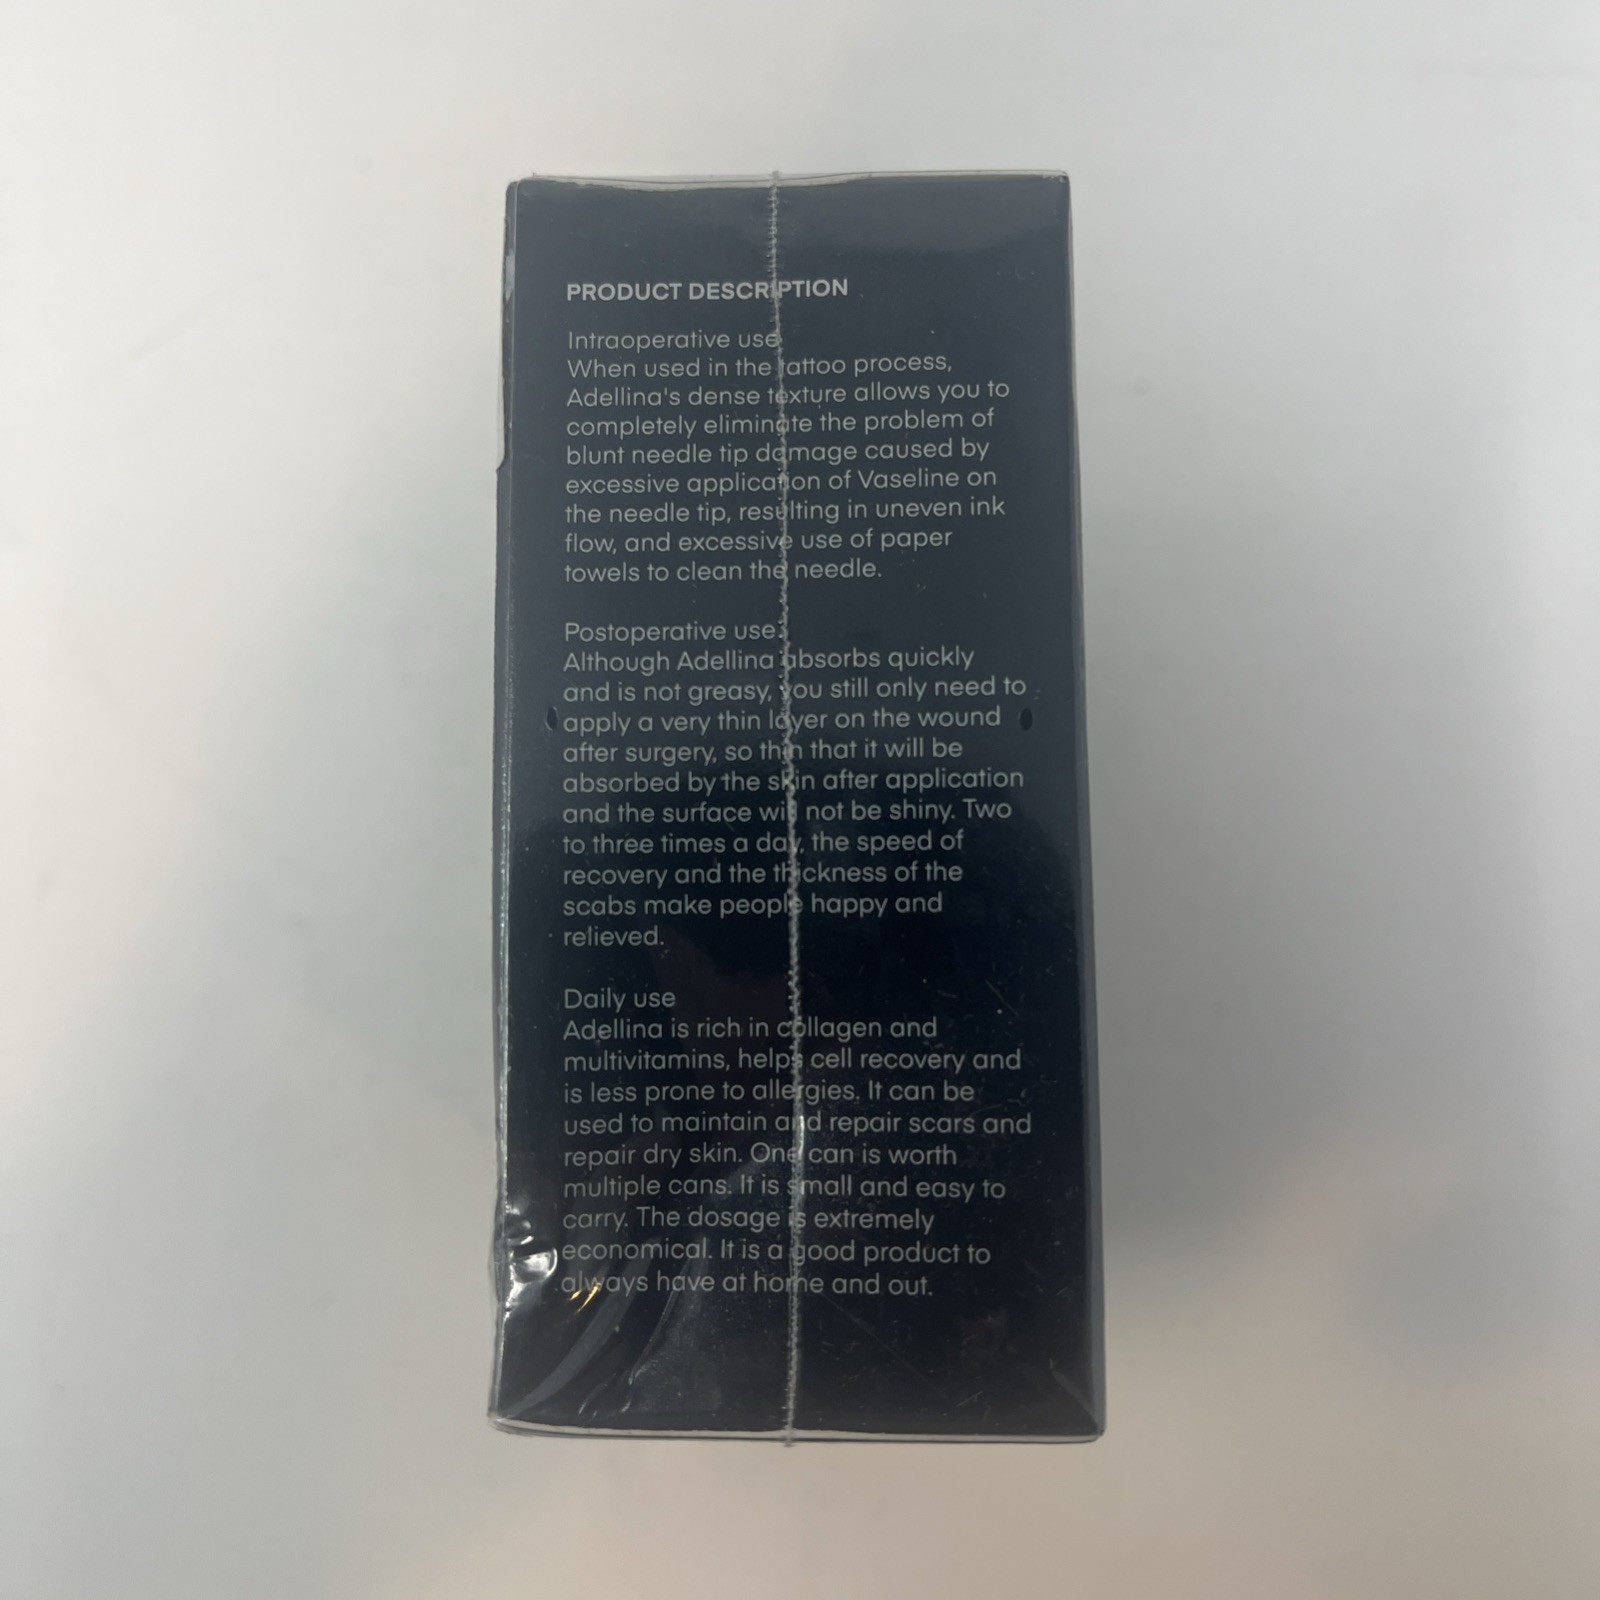 PRODUCT DESCRIPTION
Intraoperative use
When used in the tattoo process,
Adellina's dense texture allows you to
completely eliminate the problem of
blunt needle tip damage caused by
excessive application of Vaseline on
the needle tip, resulting in uneven ink
flow, and excessive use of paper
towels to clean the needle.
Postoperative use:
Although Adellina absorbs quickly
and is not greasy, you still only need to
apply a very thin layer on the wound
after surgery, so thin that it will be
absorbed by the skin after application
and the surface will not be shiny. Two
to three times a day, the speed of
recovery and the thickness of the
scabs make people happy and
relieved.
Daily use
Adellina is rich in collagen and
multivitamins, helps cell recovery and
is less prone to allergies. It can be
used to maintain and repair scars and
repair dry skin. One can is worth
multiple cans. It is small and easy to
carry. The dosage is extremely
economical. It is a good product to
always have at home and out.